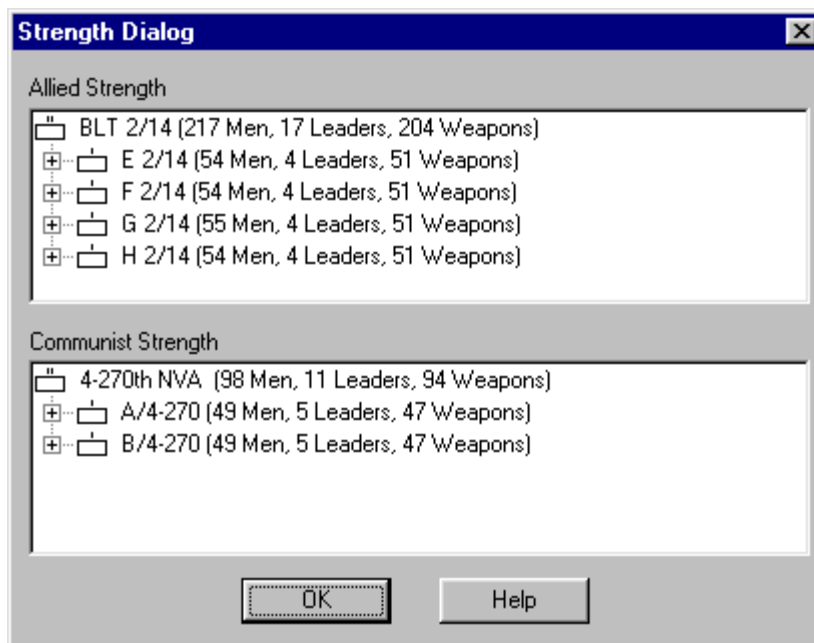 Strength Dialog
Allied Strength
BLT 2/14 (217 Men, 17 Leaders, 204 Weapons)
E 2/14 (54 Men, 4 Leaders, 51 Weapons)
F 2/14 (54 Men, 4 Leaders, 51 Weapons)
G 2/14 (55 Men, 4 Leaders, 51 Weapons)
H 2/14 (54 Men, 4 Leaders, 51 Weapons)
Communist Strength
4-270th NVA (98 Men, 11 Leaders, 94 Weapons)
A/4-270 (49 Men, 5 Leaders, 47 Weapons)
B/4-270 (49 Men, 5 Leaders, 47 Weapons)
OK Help